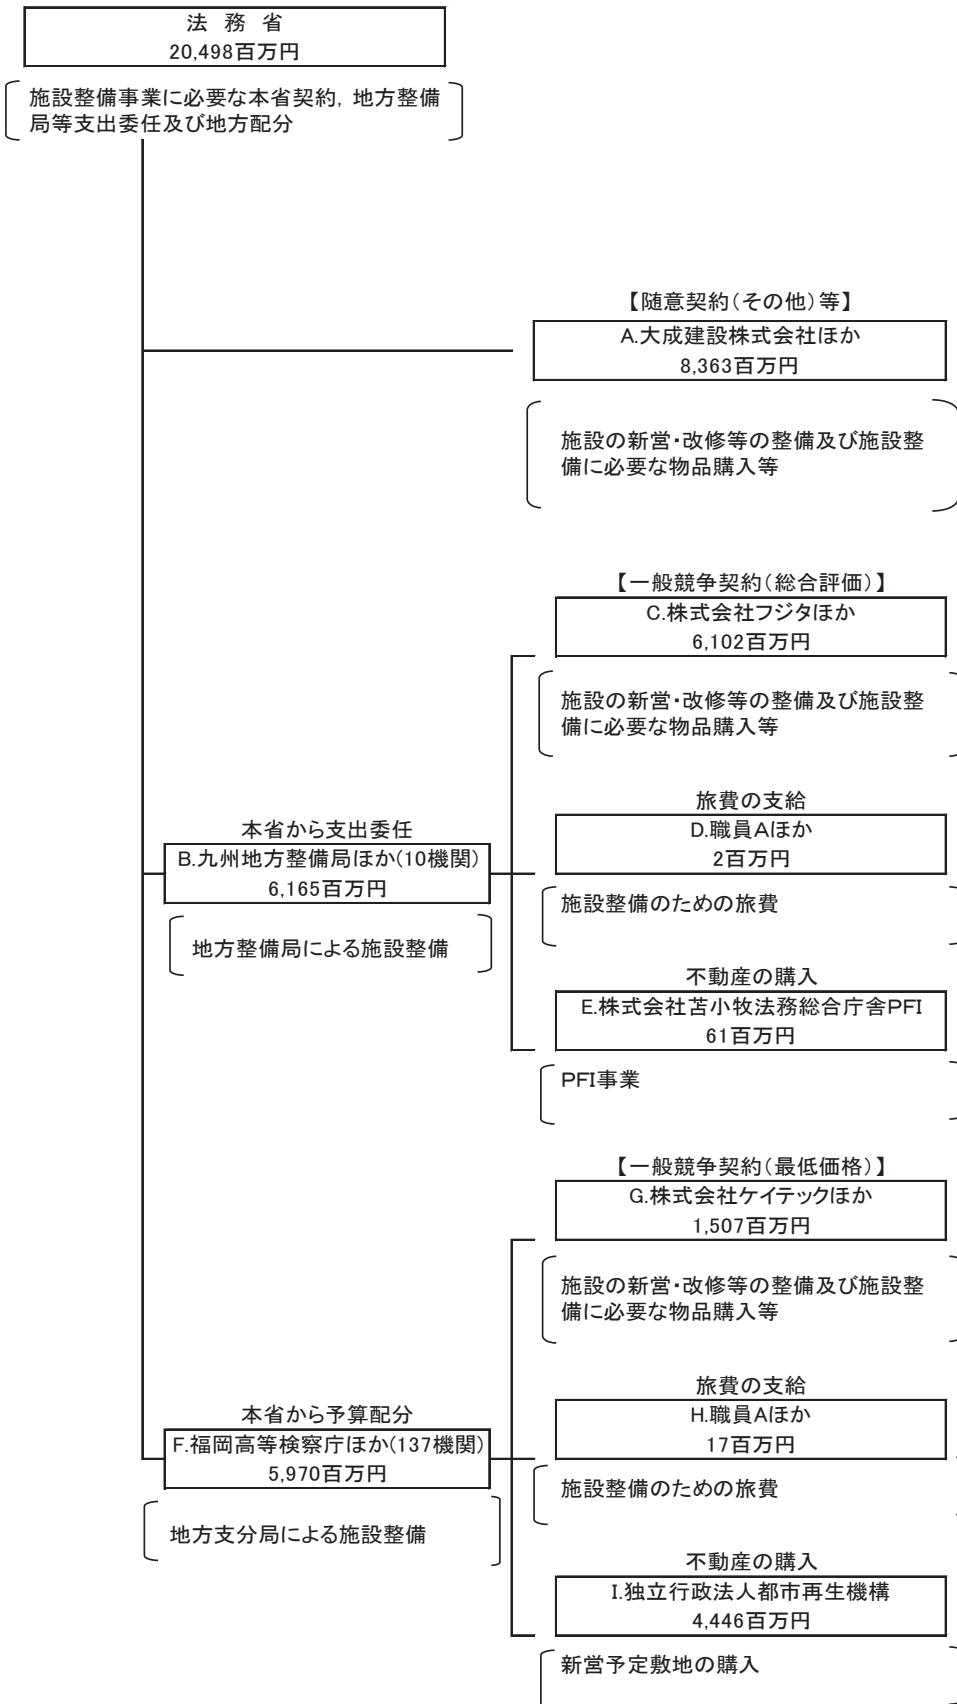 法 務 省
20,498百万円
施設整備事業に必要な本省契約，地方整備
局等支出委任及び地方配分
【随意契約（その他）等】
A.大成建設株式会社ほか
8,363百万円
施設の新営・改修等の整備及び施設整
備に必要な物品購入等
【一般競争契約（総合評価）】
C.株式会社フジタほか
6,102百万円
施設の新営・改修等の整備及び施設整
備に必要な物品購入等
旅費の支給
D.職員Aほか
2百万円
施設整備のための旅費
本省から支出委任
B.九州地方整備局ほか(10機関)
6,165百万円
地方整備局による施設整備
不動産の購入
E.株式会社苫小牧法務総合庁舎PFI
61百万円
PFI事業
【一般競争契約（最低価格）】
G.株式会社ケイテックほか
1,507百万円
施設の新営・改修等の整備及び施設整
備に必要な物品購入等
旅費の支給
H.職員Aほか
17百万円
施設整備のための旅費
本省から予算配分
F.福岡高等検察庁ほか(137機関)
5,970百万円
地方支分局による施設整備
不動産の購入
I.独立行政法人都市再生機構
4,446百万円
新営予定敷地の購入